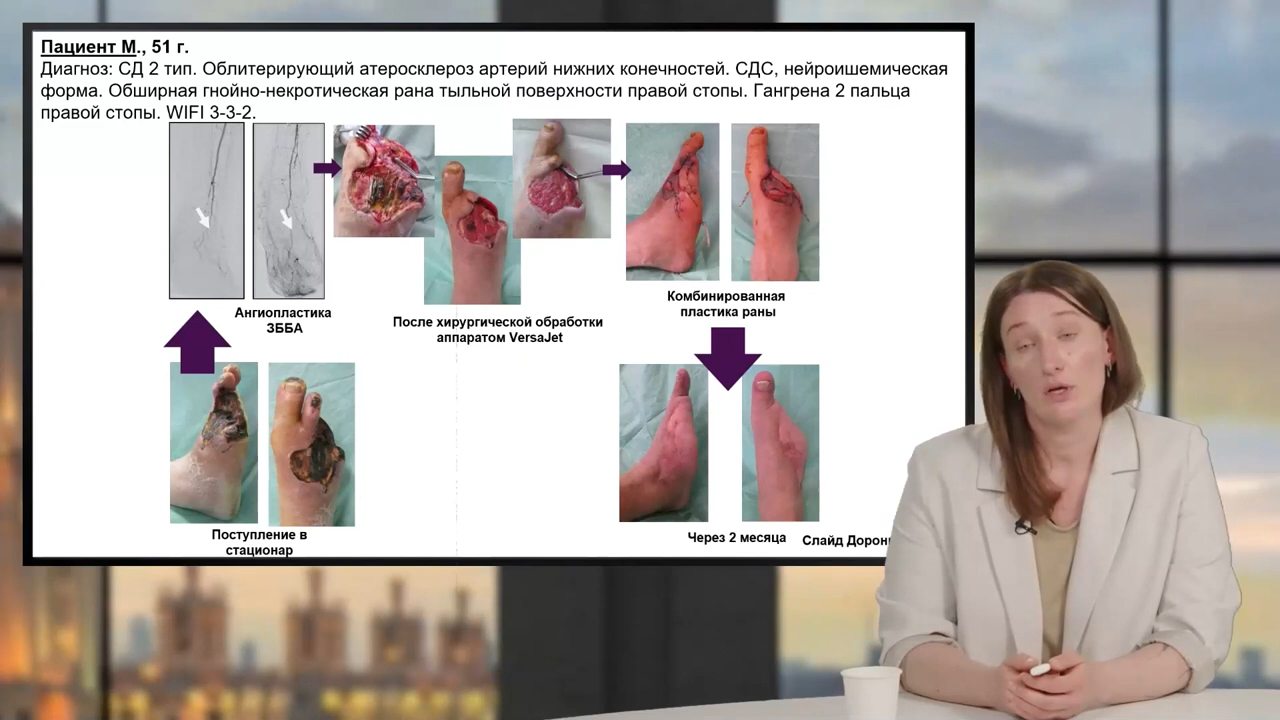 Пациент М., 51 г.
Диагноз: СД 2 тип. Облитерирующий атеросклероз артерий нижних конечностей. СДС, нейроишемическая
форма. Обширная гнойно-некротическая рана тыльной поверхности правой стопы. Гангрена 2 пальца
правой стопы. WIFI 3-3-2.
Ангиопластика
ЗББА
После хирургической обработки
аппаратом VersaJet
Комбинированная
пластика раны
Поступление в
стационар
Через 2 месяца
Слайд